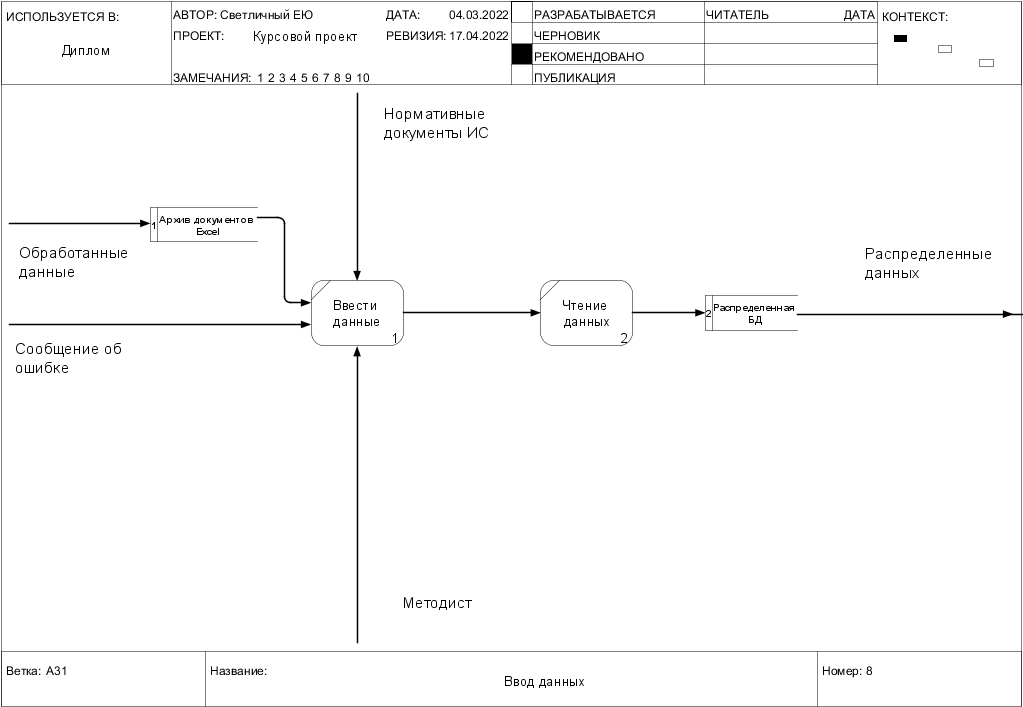 ИСПОЛЬЗУЕТСЯ В:
Диплом
АВТОР: Светличный ЕЮ
ДАТА: 04.03.2022
ПРОЕКТ: Курсовой проект
РЕВИЗИЯ: 17.04.2022
ЗАМЕЧАНИЯ: 1 2 3 4 5 6 7 8 9 10
РАЗРАБАТЫВАЕТСЯ
ЧЕРНОВИК
РЕКОМЕНДОВАНО
ПУБЛИКАЦИЯ
ЧИТАТЕЛЬ ДАТА
КОНТЕКСТ:
Нормативные
документы ИС
1
Архив документов
Excel
Обработанные
данные
Распределенные
данных
Ввести
данные
1
Чтение
данных
2
2
Распределенная
БД
Сообщение об
ошибке
Методист
Ветка: A31
Название:
Ввод данных
Номер: 8